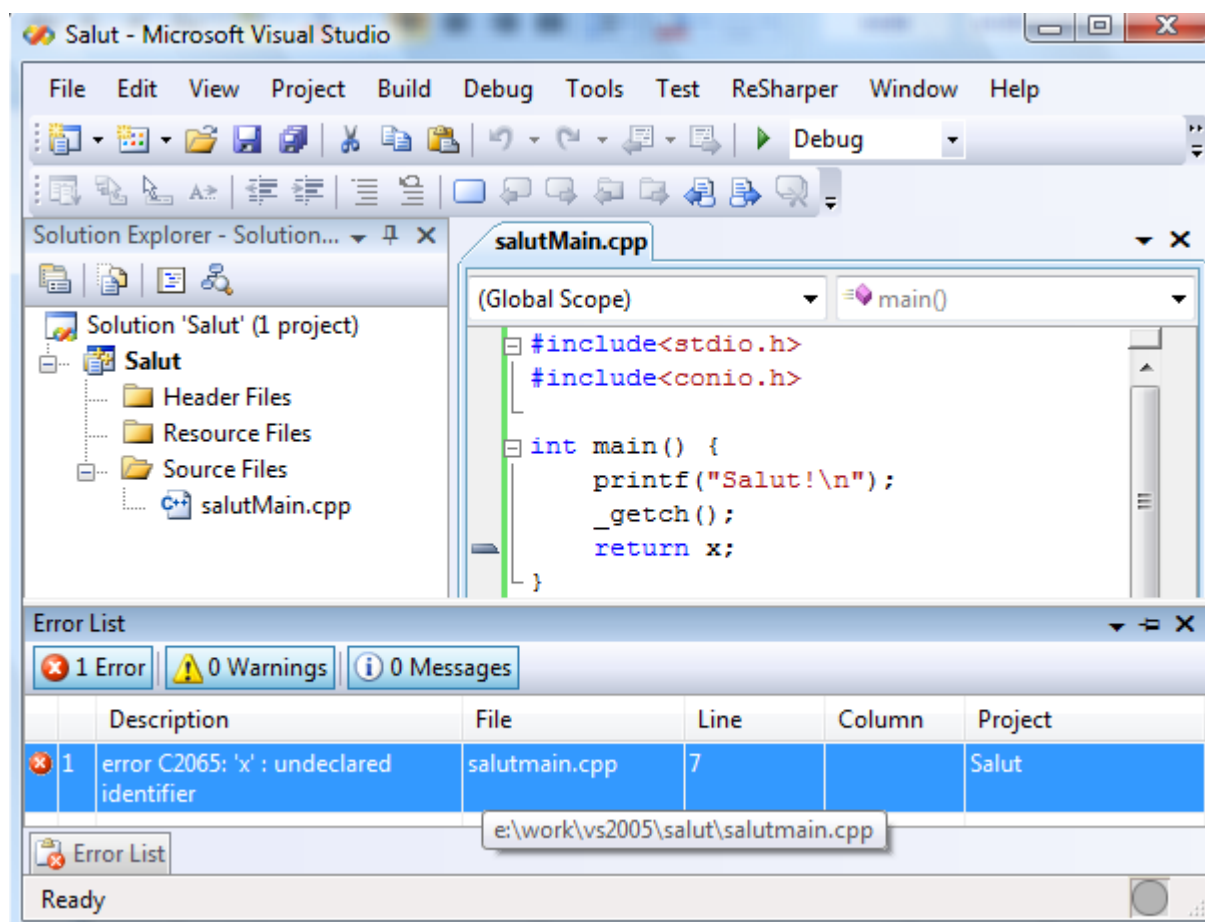 Salut - Microsoft Visual Studio
File Edit View Project Build Debug Tools Test ReSharper Window Help
Debug
Solution Explorer - Solution...
salutMain.cpp
(Global Scope)
main()
Solution 'Salut' (1 project)
Salut
Header Files
Resource Files
Source Files
salutMain.cpp
#include<stdio.h>
#include<conio.h>
int main() {
printf("Salut!\n");
_getch();
return x;
}
Error List
1 Error 0 Warnings 0 Messages
Description File Line Column Project
1 error C2065: 'x' : undeclared identifier salutmain.cpp 7 Salut
e:\work\vs2005\salut\salutmain.cpp
Error List
Ready